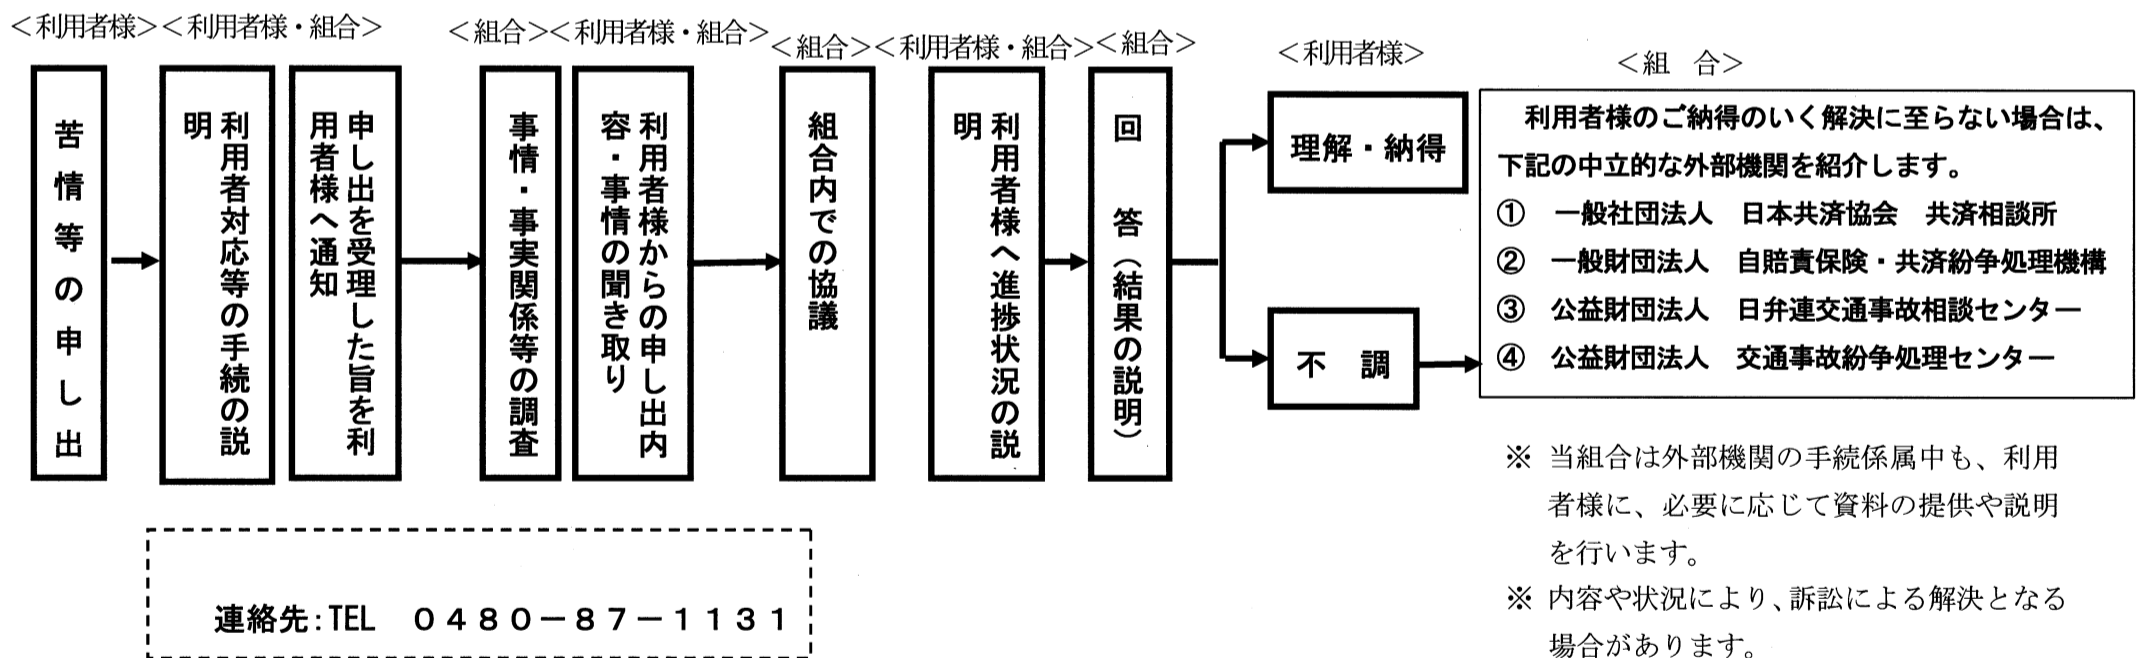 ＜利用者様＞
＜利用者様・組合＞
＜組合＞
＜利用者様・組合＞
＜組合＞
＜利用者様・組合＞
＜組合＞
＜利用者様＞
＜組　合＞
苦情等の申し出
利用者対応等の手続の説
明
申し出を受理した旨を利
用者様へ通知
事情・事実関係等の調査
利用者様からの申し出内
容・事情の聞き取り
組合内での協議
利用者様へ進捗状況の説
明
回　答（結果の説明）
理解・納得
不　調
利用者様のご納得のいく解決に至らない場合は、
下記の中立的な外部機関を紹介します。
①　一般社団法人　日本共済協会　共済相談所
②　一般財団法人　自賠責保険・共済紛争処理機構
③　公益財団法人　日弁連交通事故相談センター
④　公益財団法人　交通事故紛争処理センター
※ 当組合は外部機関の手続係属中も、利用
者様に、必要に応じて資料の提供や説明
を行います。
※ 内容や状況により、訴訟による解決となる
場合があります。
連絡先：TEL　０４８０－８７－１１３１